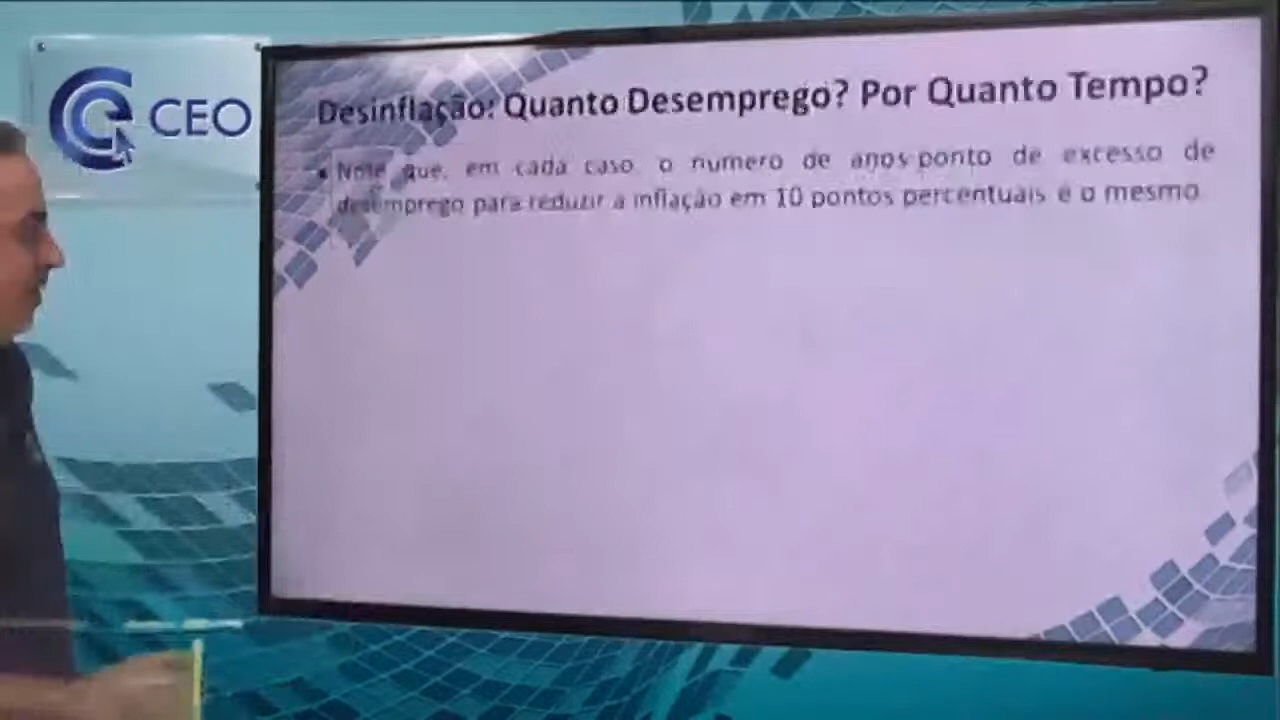 CEO
Desinflação: Quanto Desemprego? Por Quanto Tempo?
• Note que, em cada caso, o número de anos-ponto de excesso de
desemprego para reduzir a inflação em 10 pontos percentuais é o mesmo.